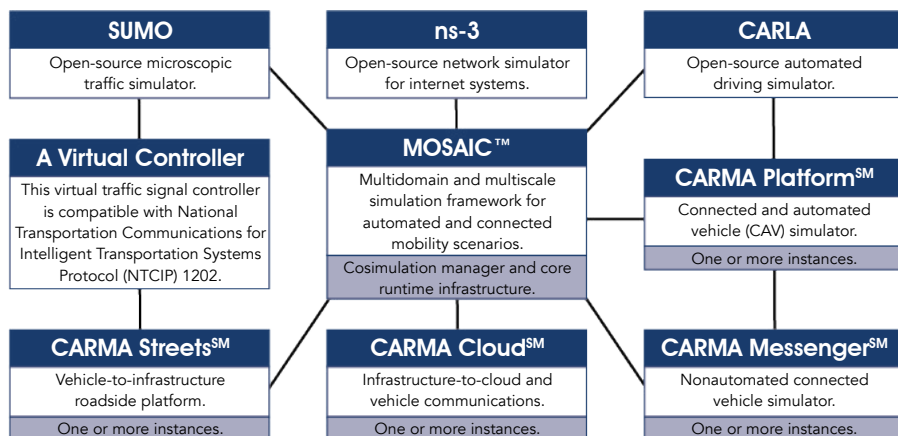 SUMO
Open-source microscopic
traffic simulator.
ns-3
Open-source network simulator
for internet systems.
CARLA
Open-source automated
driving simulator.
A Virtual Controller
This virtual traffic signal controller
is compatible with National
Transportation Communications for
Intelligent Transportation Systems
Protocol (NTCIP) 1202.
MOSAIC™
Multidomain and multiscale
simulation framework for
automated and connected
mobility scenarios.
Cosimulation manager and core
runtime infrastructure.
CARMA Platform℠
Connected and automated
vehicle (CAV) simulator.
One or more instances.
CARMA Streets℠
Vehicle-to-infrastructure
roadside platform.
One or more instances.
CARMA Cloud℠
Infrastructure-to-cloud and
vehicle communications.
One or more instances.
CARMA Messenger℠
Nonautomated connected
vehicle simulator.
One or more instances.